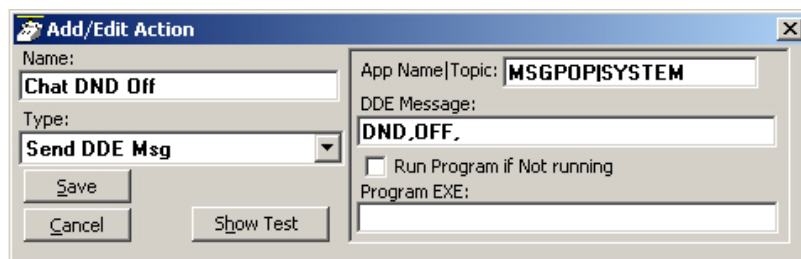 Add/Edit Action
Name:
Chat DND Off
Type:
Send DDE Msg
Save
Cancel
Show Test
App Name|Topic: MSGPOP|SYSTEM
DDE Message:
DND,OFF,
Run Program if Not running
Program EXE: